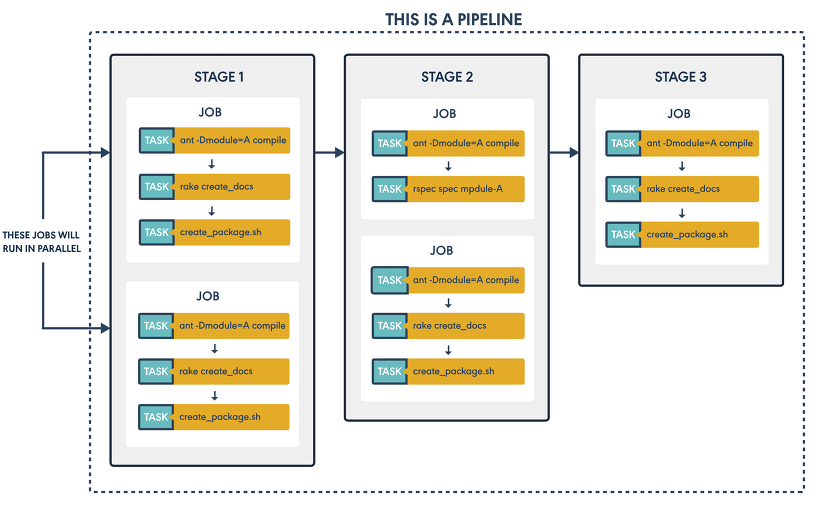 THIS IS A PIPELINE
THESE JOBS WILL
RUN IN PARALLEL
STAGE 1
JOB
TASK ant -Dmodule=A compile
TASK rake create_docs
TASK create_package.sh
JOB
TASK ant -Dmodule=A compile
TASK rake create_docs
TASK create_package.sh
STAGE 2
JOB
TASK ant -Dmodule=A compile
TASK rspec spec mpdule-A
JOB
TASK ant -Dmodule=A compile
TASK rake create_docs
TASK create_package.sh
STAGE 3
JOB
TASK ant -Dmodule=A compile
TASK rake create_docs
TASK create_package.sh